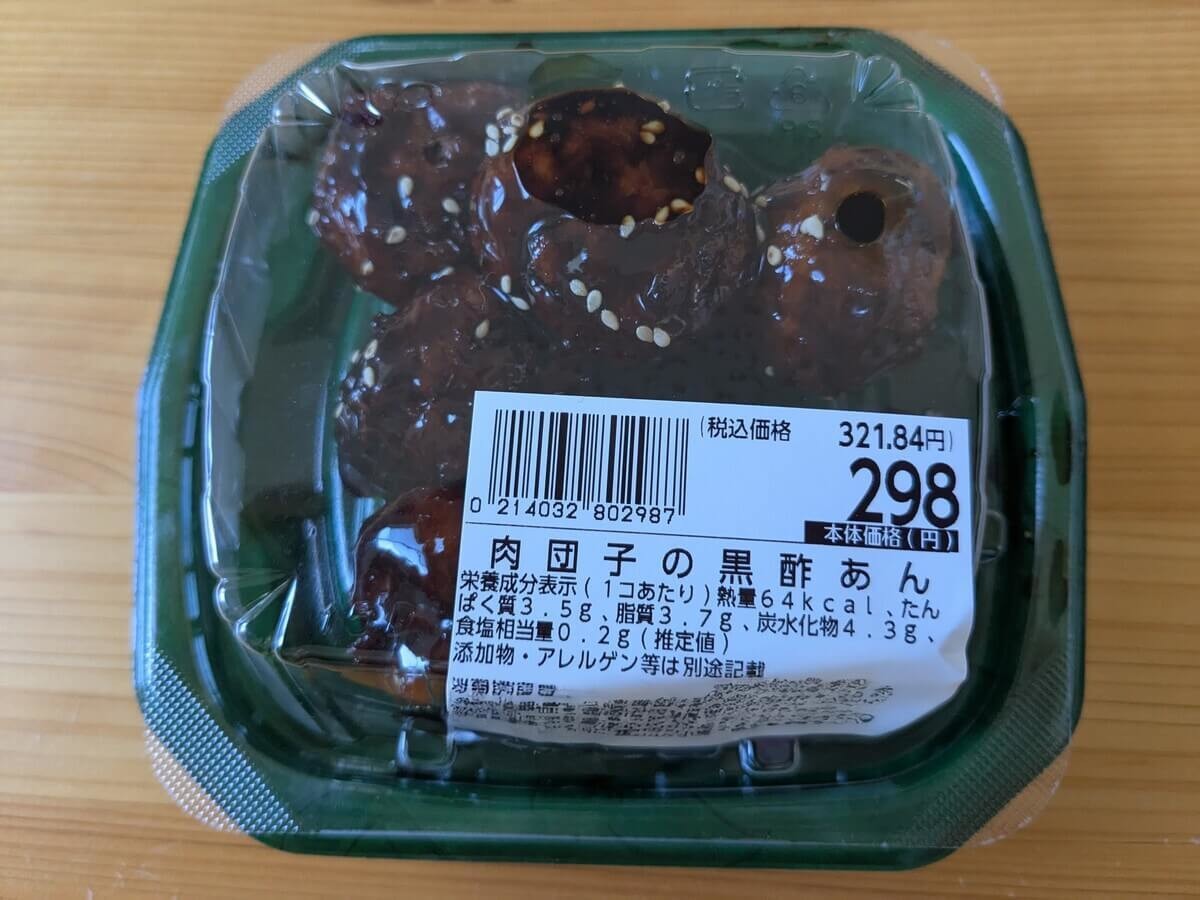 (税込価格 321.84円)
298
本体価格(円)
0 214032 802987
肉団子の黒酢あん
栄養成分表示(1コあたり)熱量64kcal、たん
ぱく質3.5g、脂質3.7g、炭水化物4.3g、
食塩相当量0.2g(推定値)
添加物・アレルゲン等は別途記載